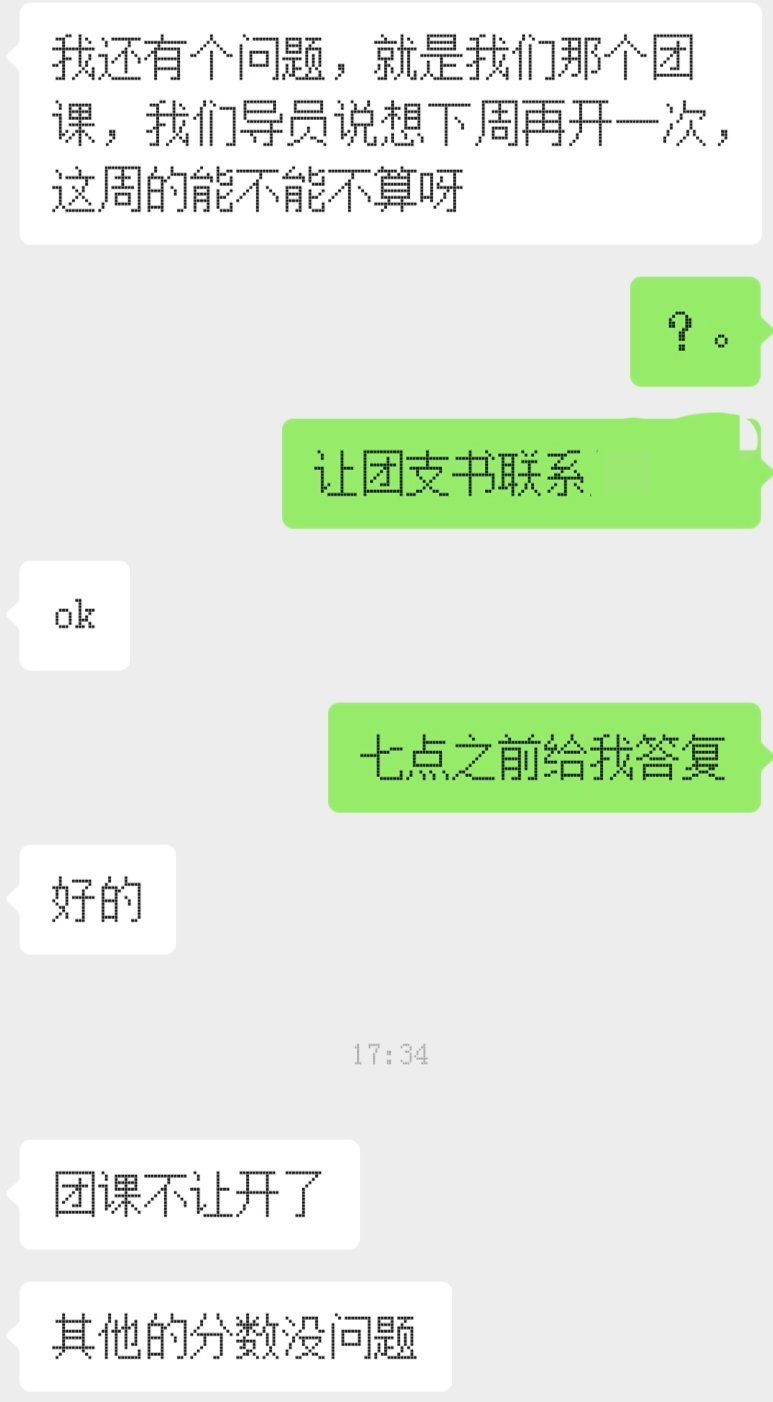 我还有个问题，就是我们那个团
课，我们导员说想下周再开一次，
这周的能不能不算呀
？。
让团支书联系
ok
七点之前给我答复
好的
17:34
团课不让开了
其他的分数没问题